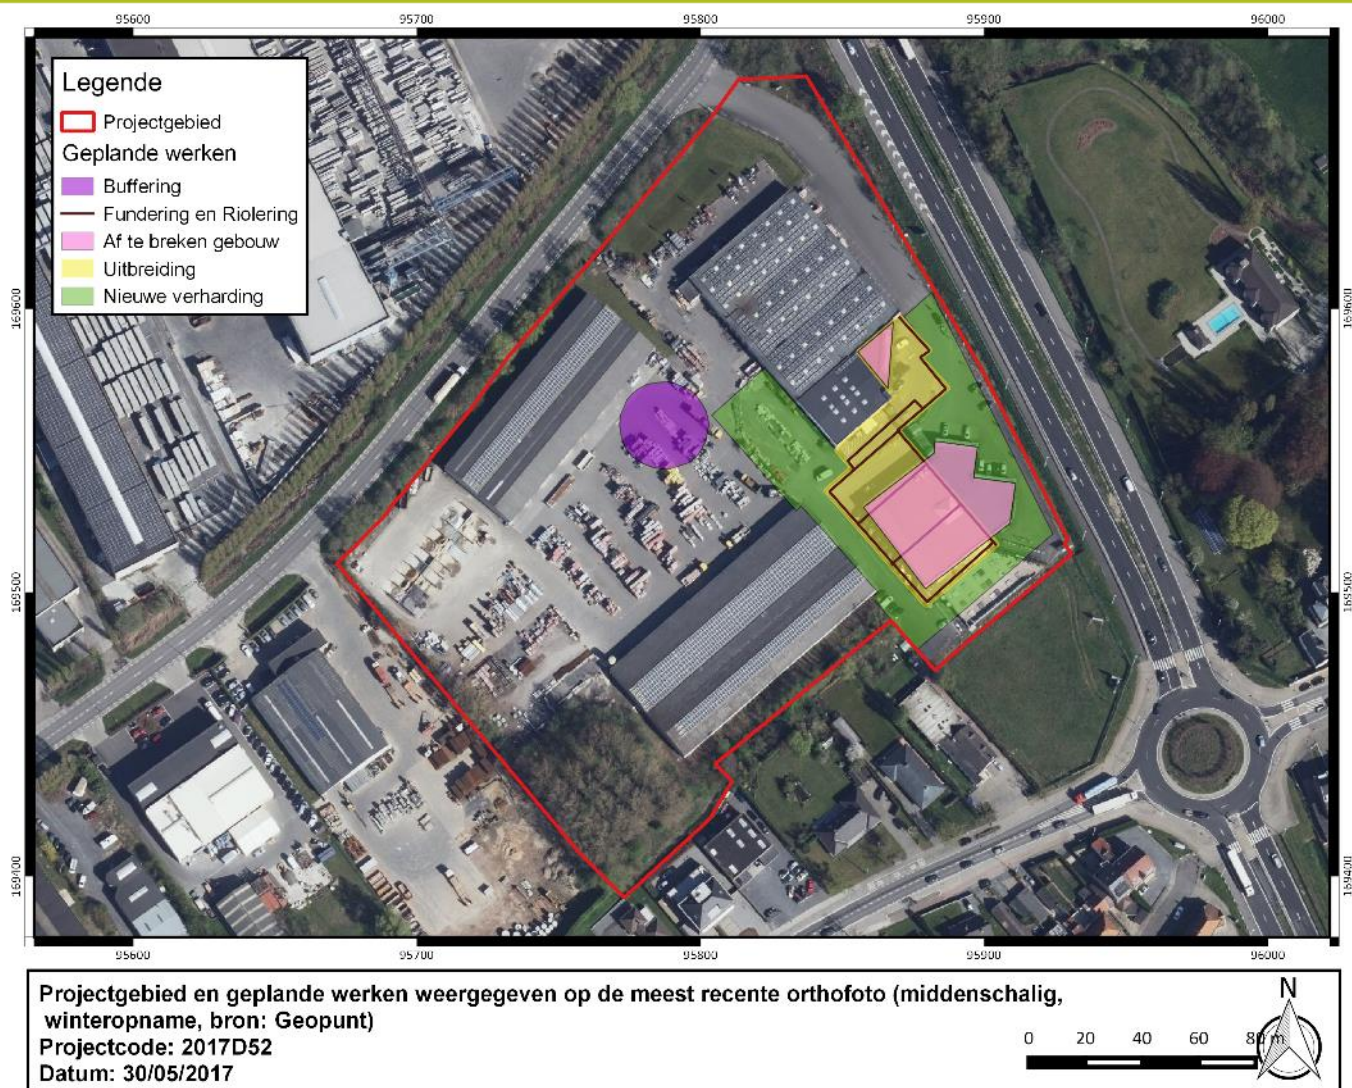 95600 95700 95800 95900 96000
Legende
Projectgebied
Geplande werken
Buffering
Fundering en Riolering
Af te breken gebouw
Uitbreiding
Nieuwe verharding
169600 169600
169500 169500
169400 169400
95600 95700 95800 95900 96000
Projectgebied en geplande werken weergegeven op de meest recente orthofoto (middenschalig,
winteropname, bron: Geopunt)
Projectcode: 2017D52
Datum: 30/05/2017
0 20 40 60 80 m
N